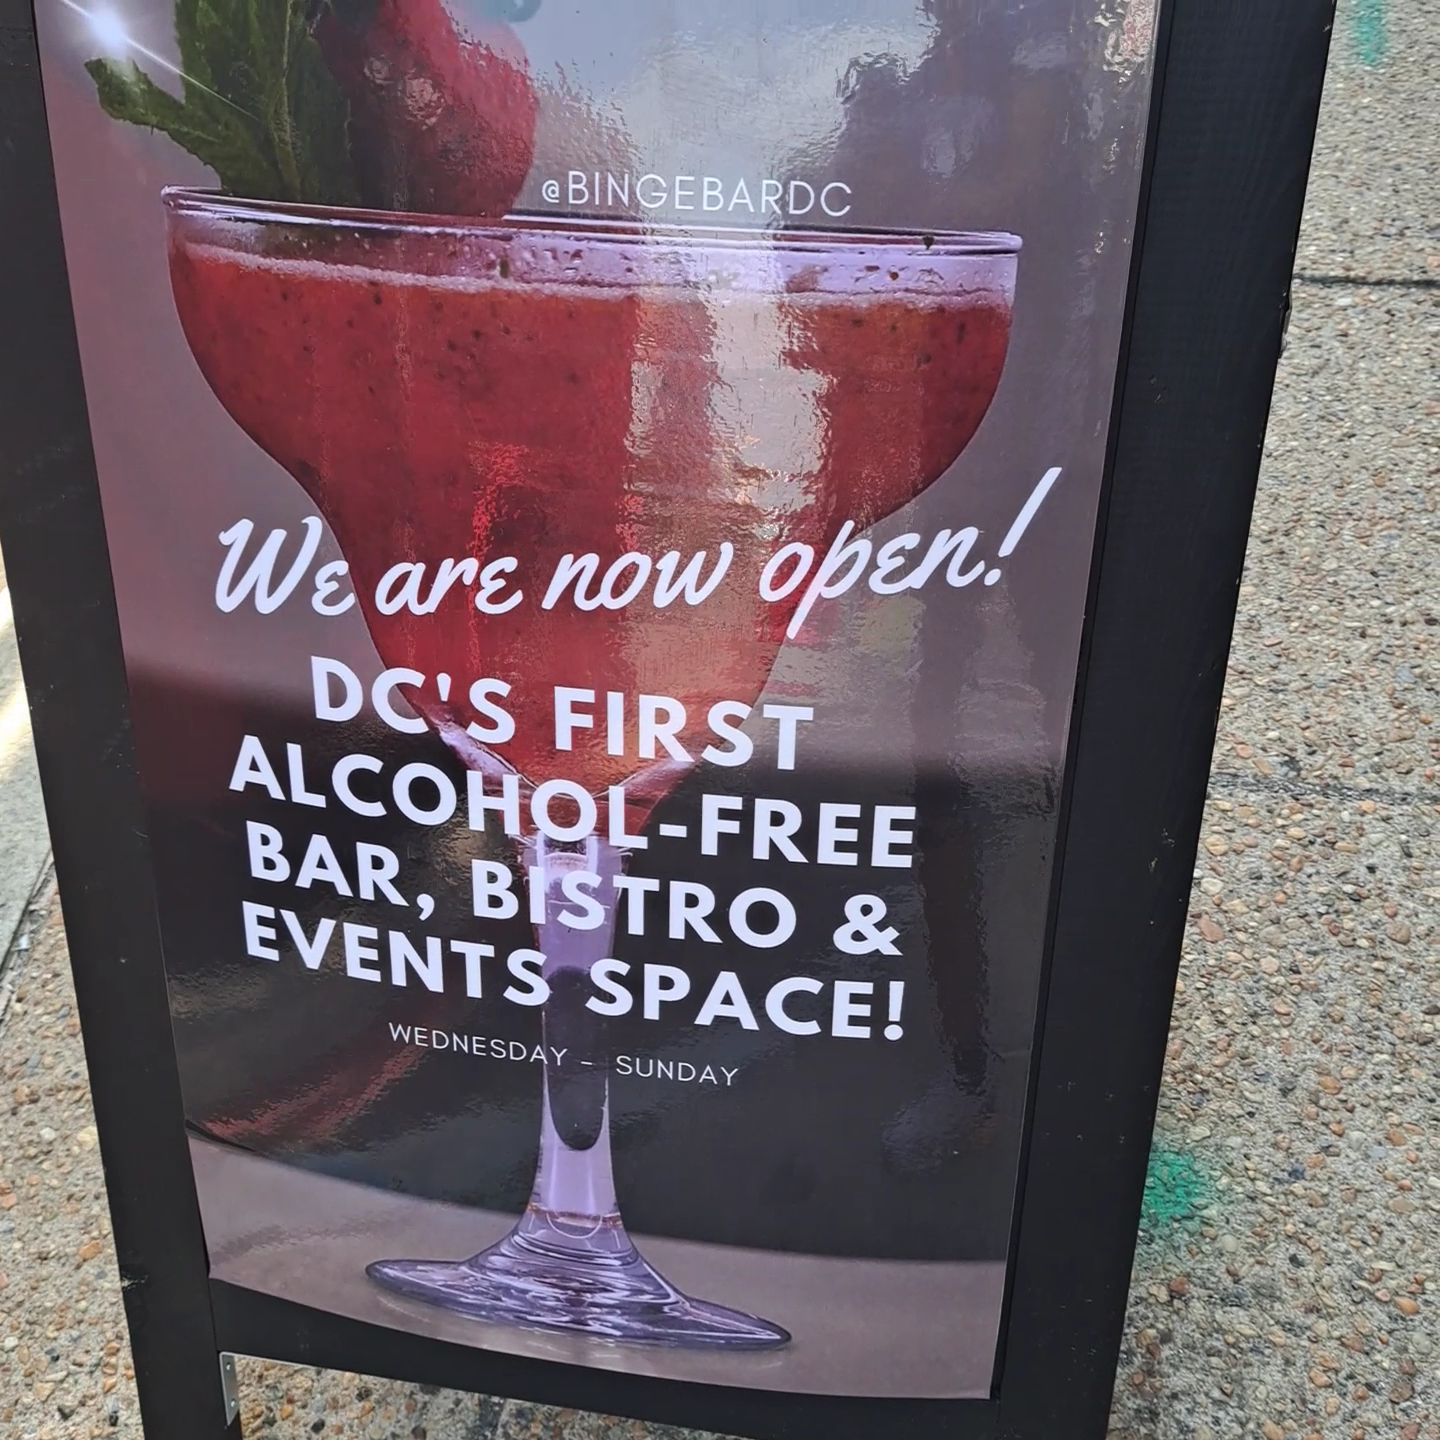 @BINGEBARDC
We are now open!
DC'S FIRST
ALCOHOL-FREE
BAR, BISTRO &
EVENTS SPACE!
WEDNESDAY - SUNDAY